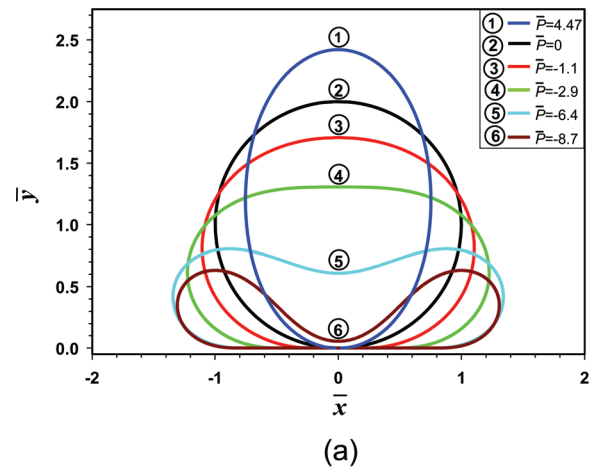 ① P̄=4.47
② P̄=0
③ P̄=-1.1
④ P̄=-2.9
⑤ P̄=-6.4
⑥ P̄=-8.7
①
②
③
④
⑤
⑥
2.5
2.0
1.5
1.0
0.5
0.0
ȳ
-2 -1 0 1 2
x̄
(a)